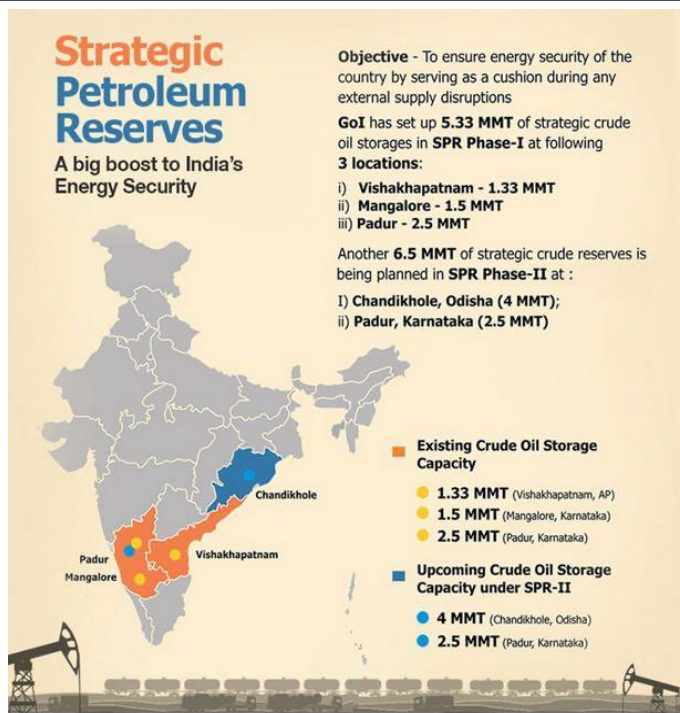 Strategic
Petroleum
Reserves
A big boost to India's
Energy Security
Objective - To ensure energy security of the
country by serving as a cushion during any
external supply disruptions
GoI has set up 5.33 MMT of strategic crude
oil storages in SPR Phase-I at following
3 locations:
i) Vishakhapatnam - 1.33 MMT
ii) Mangalore - 1.5 MMT
iii) Padur - 2.5 MMT
Another 6.5 MMT of strategic crude reserves is
being planned in SPR Phase-II at :
I) Chandikhole, Odisha (4 MMT);
ii) Padur, Karnataka (2.5 MMT)
Chandikhole
Vishakhapatnam
Padur
Mangalore
Existing Crude Oil Storage
Capacity
1.33 MMT (Vishakhapatnam, AP)
1.5 MMT (Mangalore, Karnataka)
2.5 MMT (Padur, Karnataka)
Upcoming Crude Oil Storage
Capacity under SPR-II
4 MMT (Chandikhole, Odisha)
2.5 MMT (Padur, Karnataka)